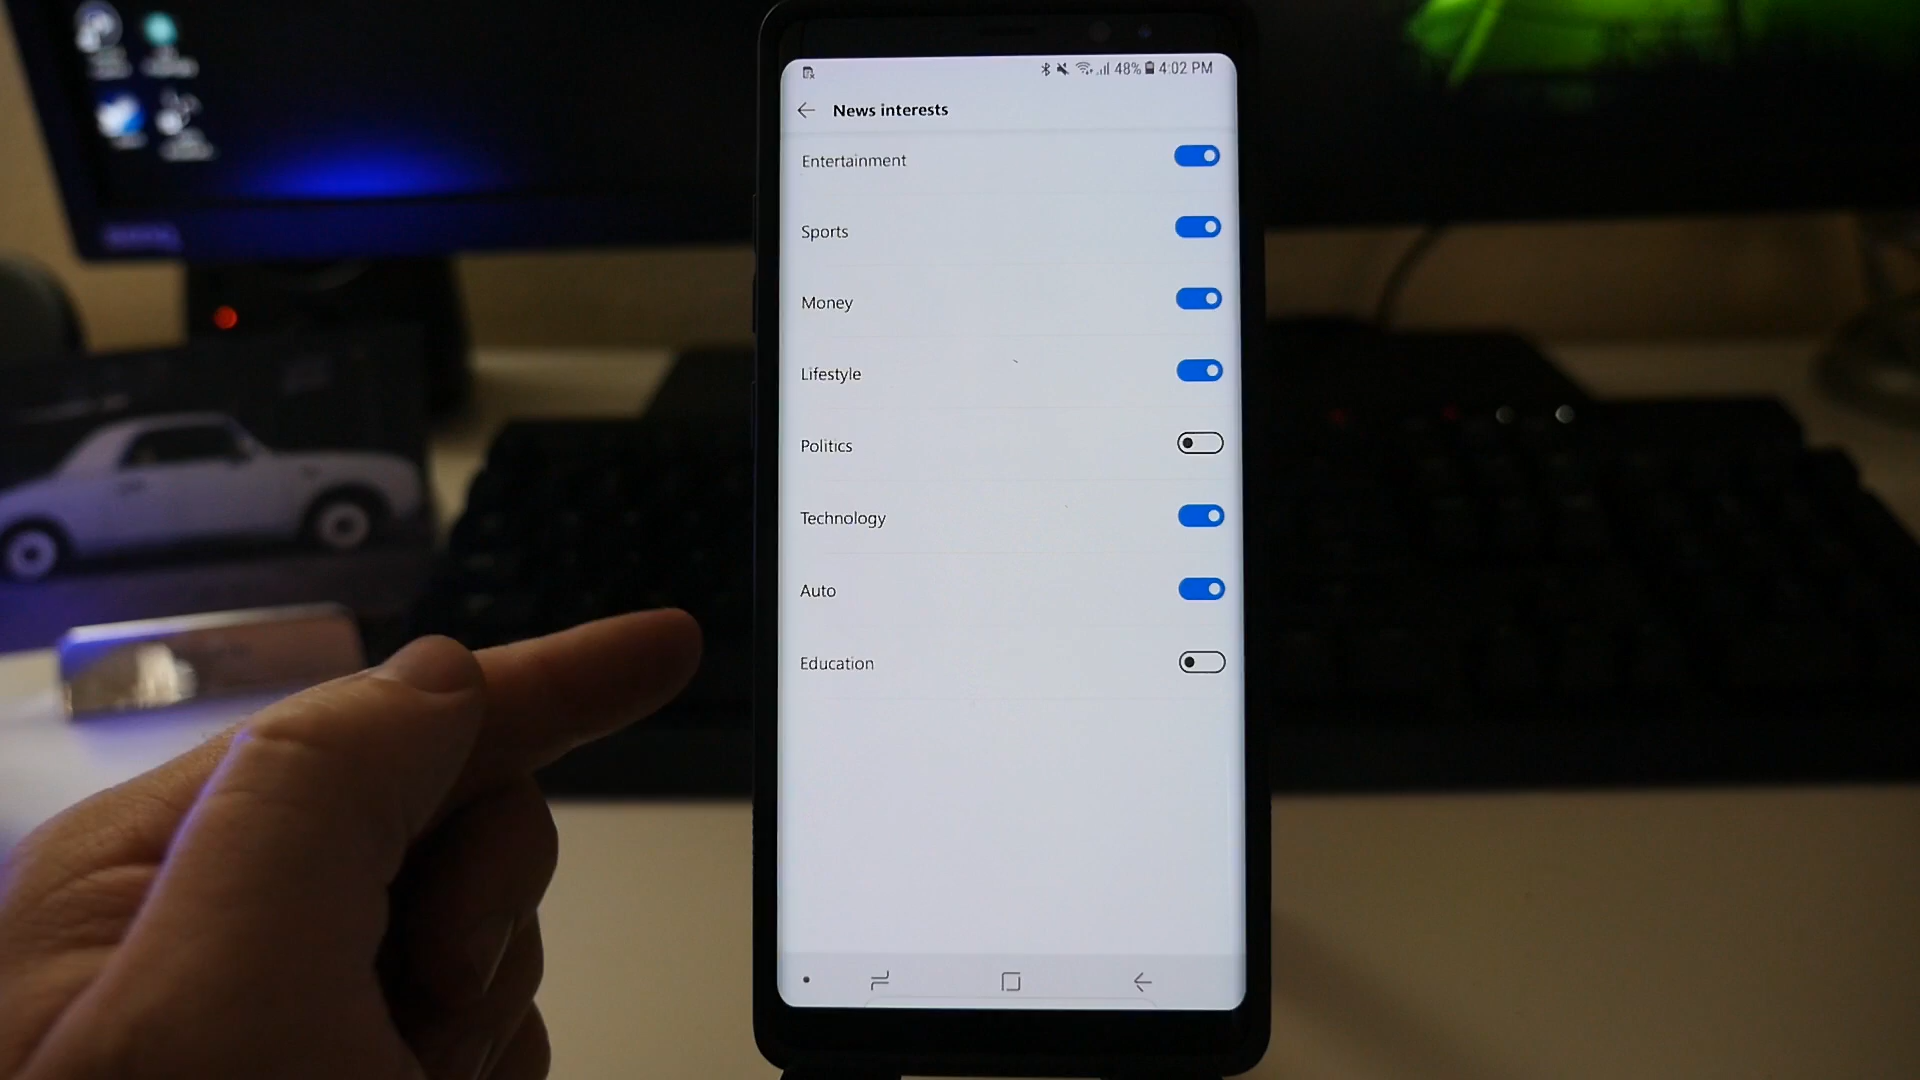 48% 4:02 PM
News interests
Entertainment
Sports
Money
Lifestyle
Politics
Technology
Auto
Education